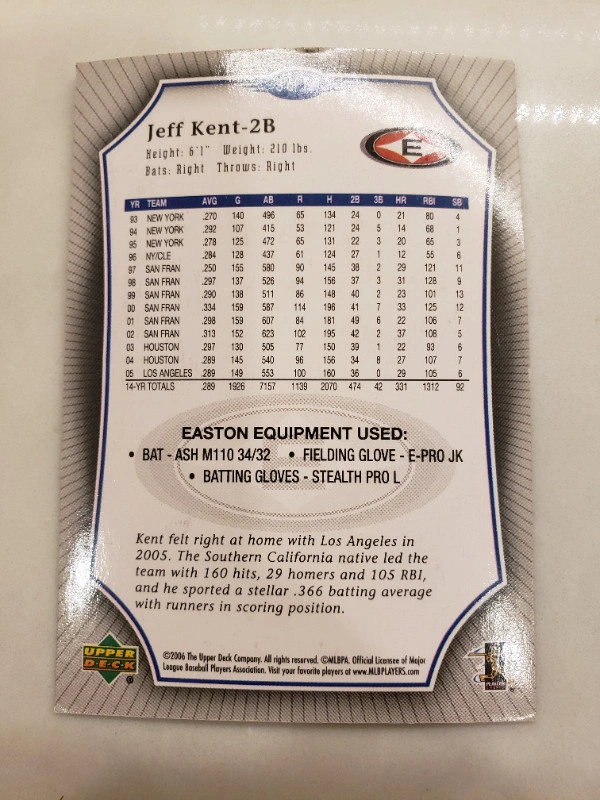 Jeff Kent-2B
Height: 6'1" Weight: 210 lbs.
Bats: Right Throws: Right
E
YR TEAM AVG G AB R H 2B 3B HR RBI SB
93 NEW YORK .270 140 496 65 134 24 0 21 80 4
94 NEW YORK .292 107 415 53 121 24 5 14 68 1
95 NEW YORK .278 125 472 65 131 22 3 20 65 3
96 NY/CLE .284 128 437 61 124 27 1 12 55 6
97 SAN FRAN .250 155 580 90 145 38 2 29 121 11
98 SAN FRAN .297 137 526 94 156 37 3 31 128 9
99 SAN FRAN .290 138 511 86 148 40 2 23 101 13
00 SAN FRAN .334 159 587 114 196 41 7 33 125 12
01 SAN FRAN .298 159 607 84 181 49 6 22 106 7
02 SAN FRAN .313 152 623 102 195 42 2 37 108 5
03 HOUSTON .297 130 505 77 150 39 1 22 93 6
04 HOUSTON .289 145 540 96 156 34 8 27 107 7
05 LOS ANGELES .289 149 553 100 160 36 0 29 105 6
14-YR TOTALS .289 1926 7157 1139 2070 474 42 331 1312 92
EASTON EQUIPMENT USED:
• BAT - ASH M110 34/32 • FIELDING GLOVE - E-PRO JK
• BATTING GLOVES - STEALTH PRO L
Kent felt right at home with Los Angeles in
2005. The Southern California native led the
team with 160 hits, 29 homers and 105 RBI,
and he sported a stellar .366 batting average
with runners in scoring position.
UPPER
DECK
©2006 The Upper Deck Company. All rights reserved. ©MLBPA. Official Licensee of Major
League Baseball Players Association. Visit your favorite players at www.MLBPLAYERS.com.